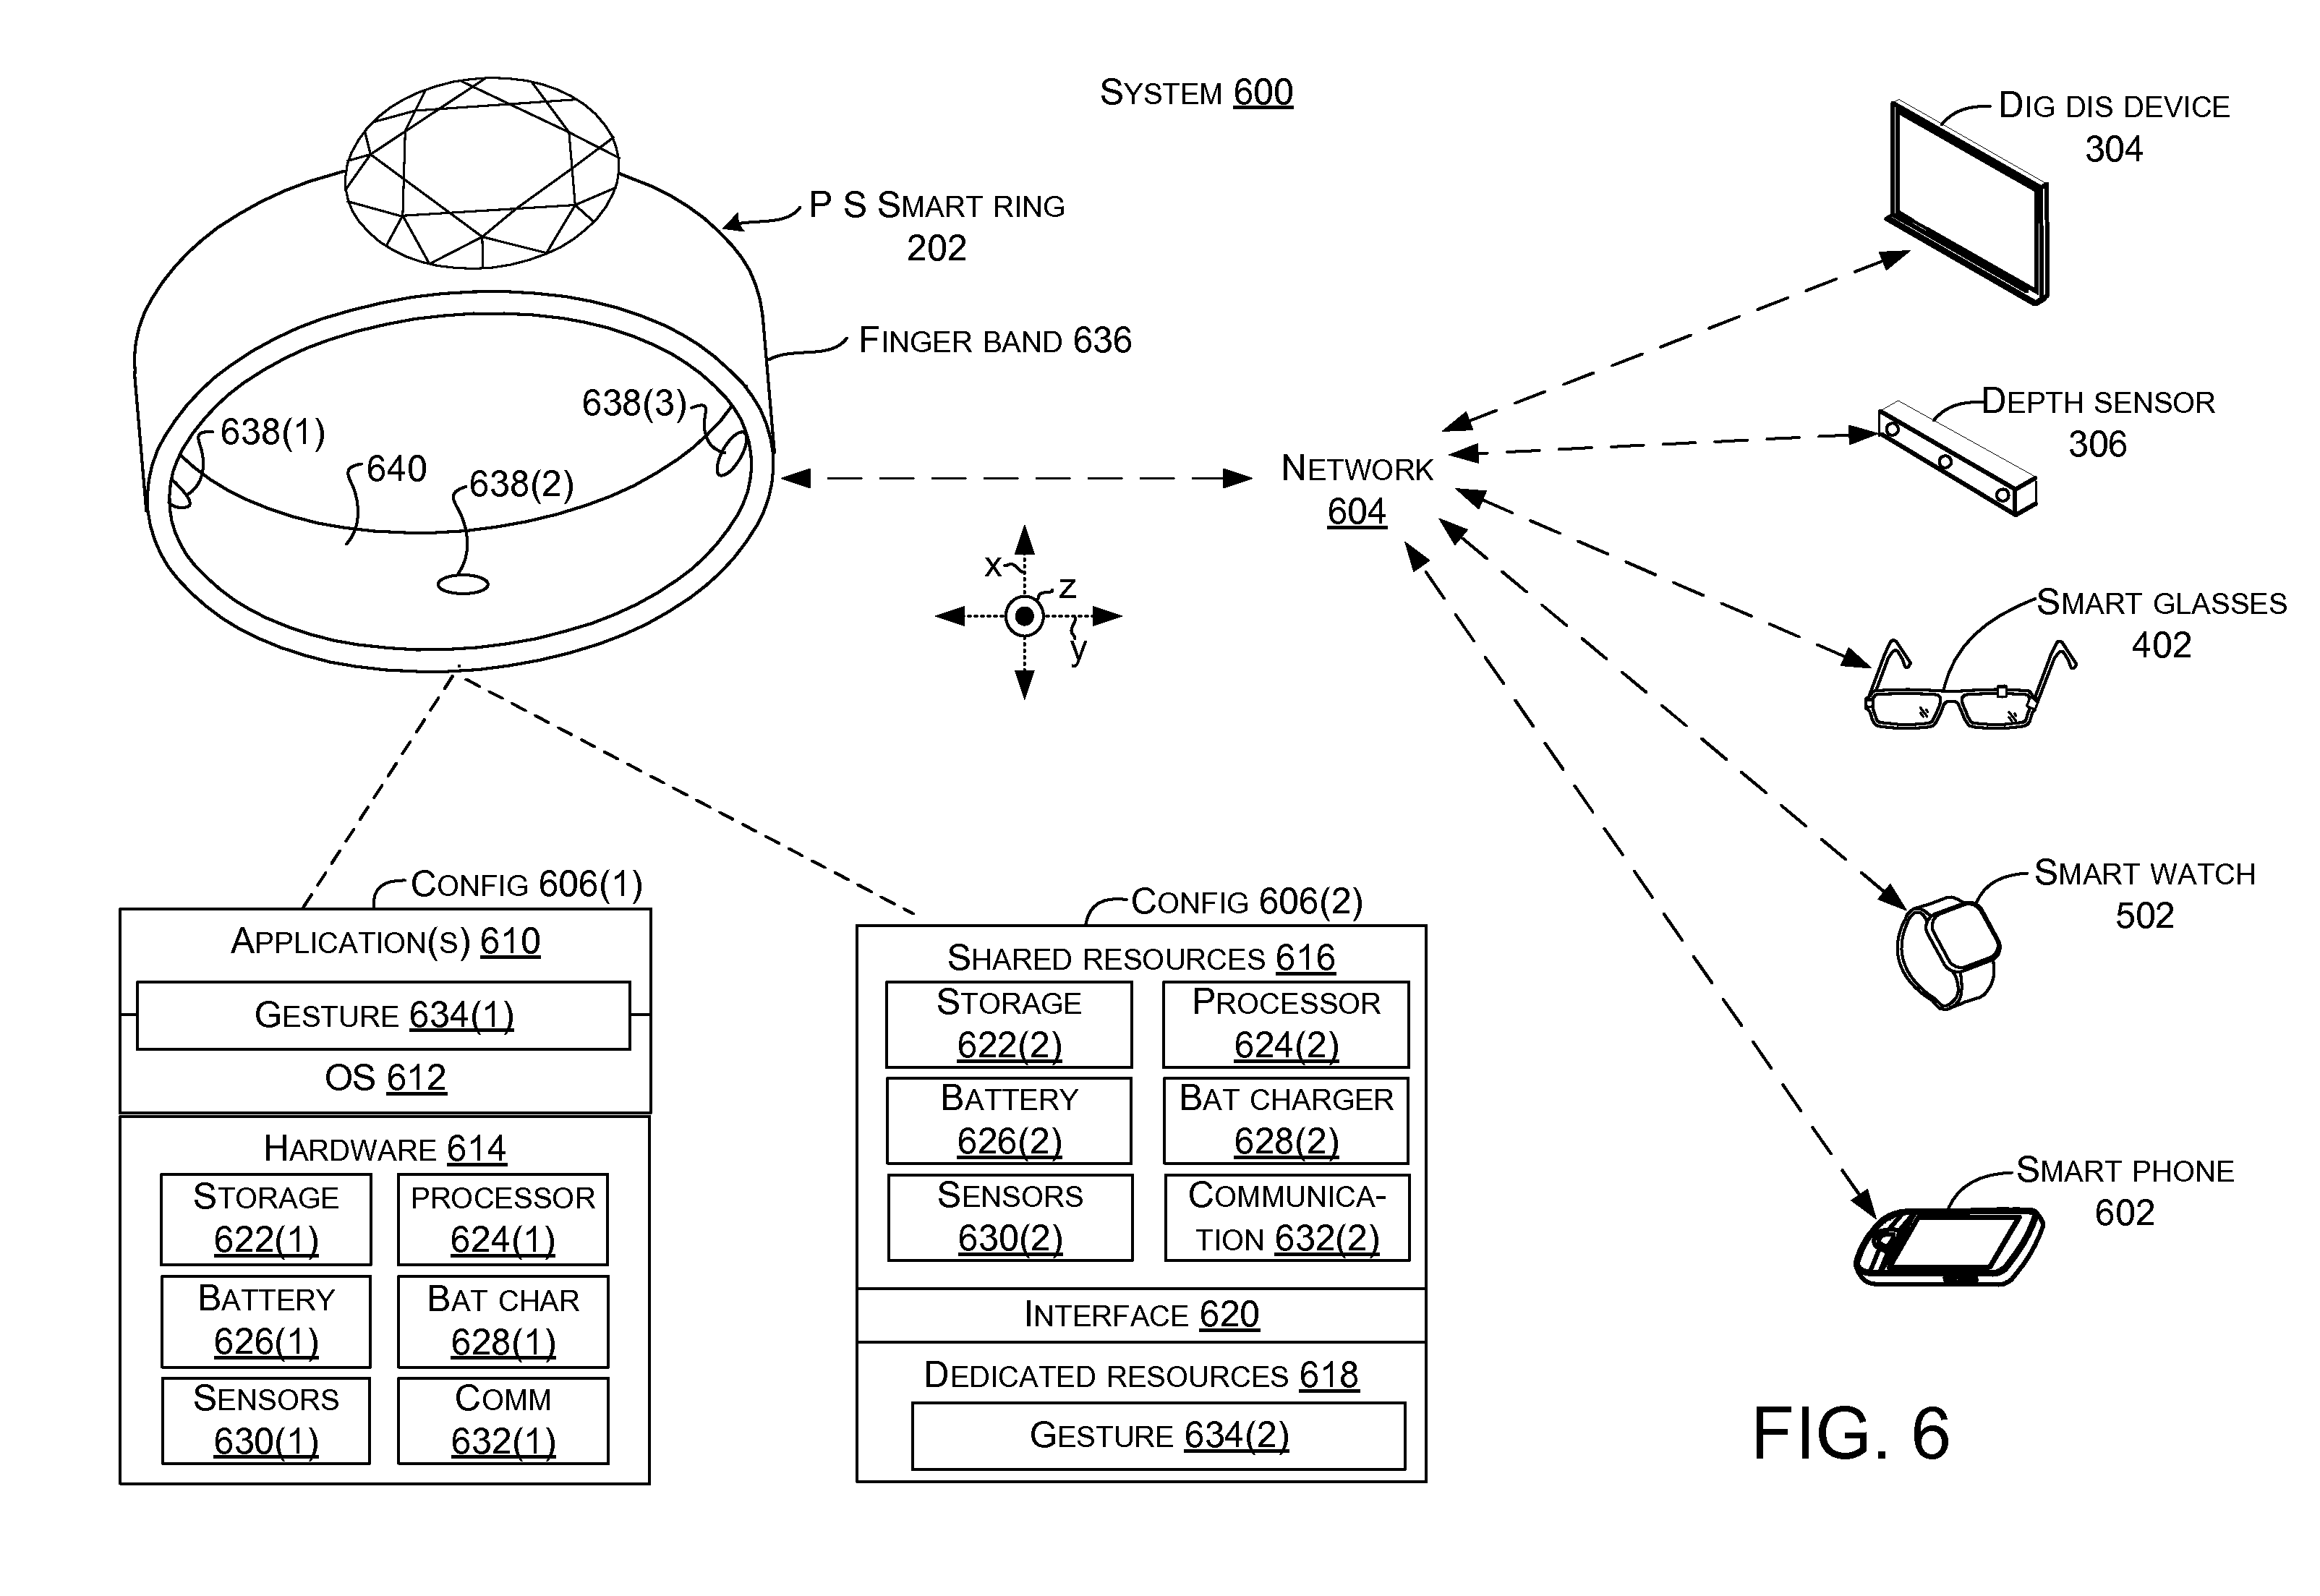 SYSTEM 600
P S SMART RING
202
FINGER BAND 636
638(3)
638(1)
640
638(2)
NETWORK
604
x
z
y
DIG DIS DEVICE
304
DEPTH SENSOR
306
SMART GLASSES
402
SMART WATCH
502
SMART PHONE
602
CONFIG 606(1)
APPLICATION(S) 610
GESTURE 634(1)
OS 612
HARDWARE 614
STORAGE
622(1)
PROCESSOR
624(1)
BATTERY
626(1)
BAT CHAR
628(1)
SENSORS
630(1)
COMM
632(1)
CONFIG 606(2)
SHARED RESOURCES 616
STORAGE
622(2)
PROCESSOR
624(2)
BATTERY
626(2)
BAT CHARGER
628(2)
SENSORS
630(2)
COMMUNICA-
TION 632(2)
INTERFACE 620
DEDICATED RESOURCES 618
GESTURE 634(2)
FIG. 6